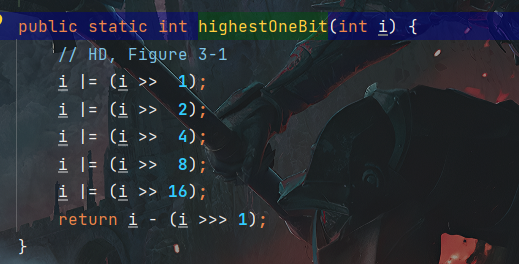 public static int highestOneBit(int i) {
    // HD, Figure 3-1
    i |= (i >>  1);
    i |= (i >>  2);
    i |= (i >>  4);
    i |= (i >>  8);
    i |= (i >> 16);
    return i - (i >>> 1);
}